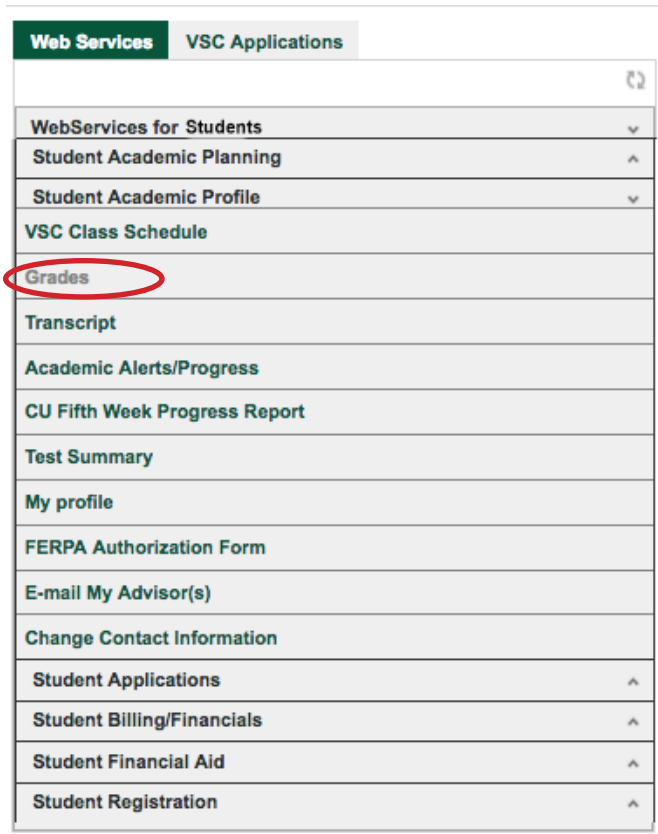 Web Services VSC Applications
WebServices for Students
Student Academic Planning
Student Academic Profile
VSC Class Schedule
Grades
Transcript
Academic Alerts/Progress
CU Fifth Week Progress Report
Test Summary
My profile
FERPA Authorization Form
E-mail My Advisor(s)
Change Contact Information
Student Applications
Student Billing/Financials
Student Financial Aid
Student Registration